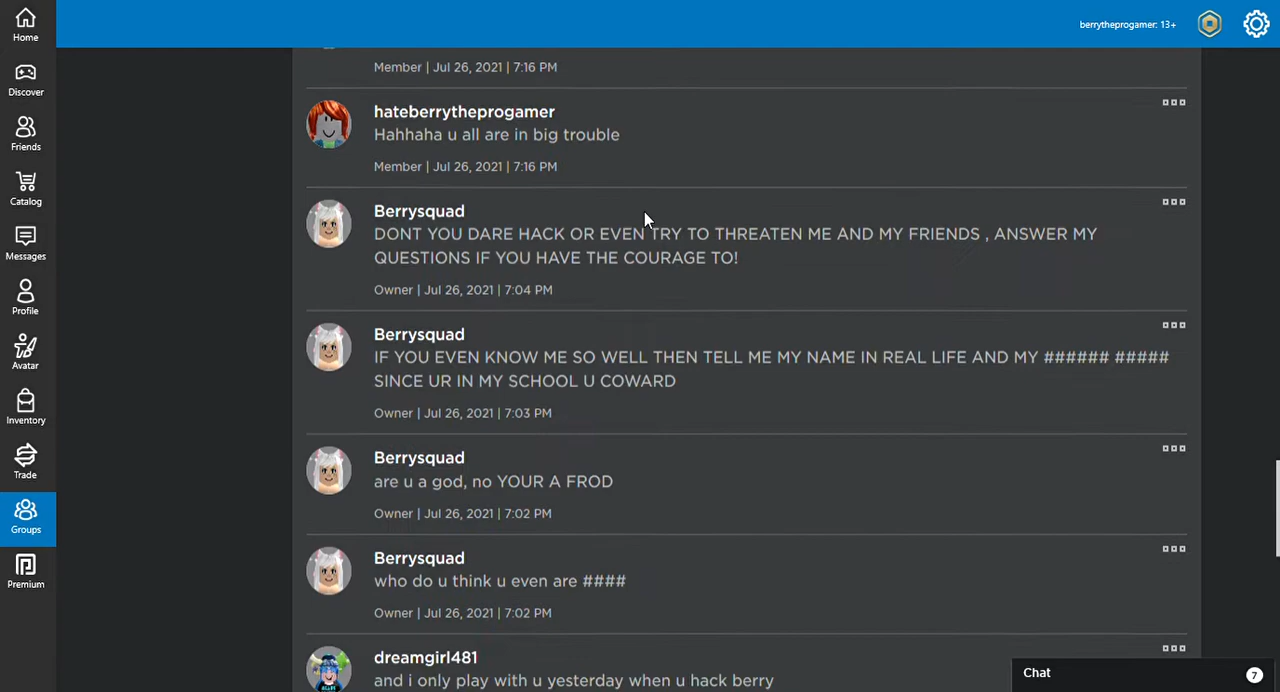 berrytheprogamer: 13+
Home
Discover
Friends
Catalog
Messages
Profile
Avatar
Inventory
Trade
Groups
Premium
Member | Jul 26, 2021 | 7:16 PM
hateberrytheprogamer
Hahhaha u all are in big trouble
Member | Jul 26, 2021 | 7:16 PM
Berrysquad
DONT YOU DARE HACK OR EVEN TRY TO THREATEN ME AND MY FRIENDS , ANSWER MY
QUESTIONS IF YOU HAVE THE COURAGE TO!
Owner | Jul 26, 2021 | 7:04 PM
Berrysquad
IF YOU EVEN KNOW ME SO WELL THEN TELL ME MY NAME IN REAL LIFE AND MY ###### #####
SINCE UR IN MY SCHOOL U COWARD
Owner | Jul 26, 2021 | 7:03 PM
Berrysquad
are u a god, no YOUR A FROD
Owner | Jul 26, 2021 | 7:02 PM
Berrysquad
who do u think u even are ####
Owner | Jul 26, 2021 | 7:02 PM
dreamgirl481
and i only play with u yesterday when u hack berry
Chat
7